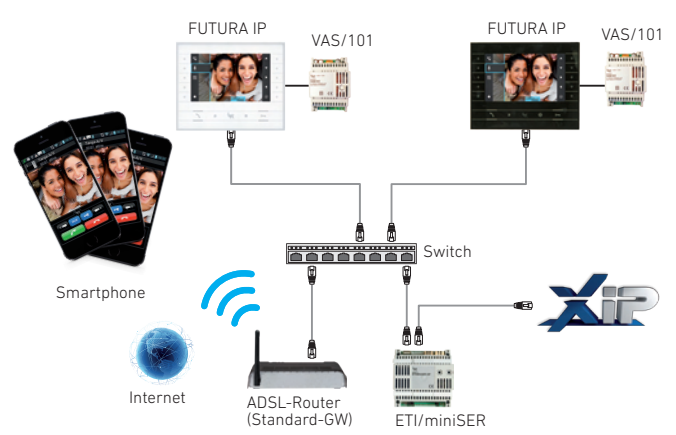 FUTURA IP
VAS/101
FUTURA IP
VAS/101
Switch
Smartphone
XiP
Internet
ADSL-Router
(Standard-GW)
ETI/miniSER